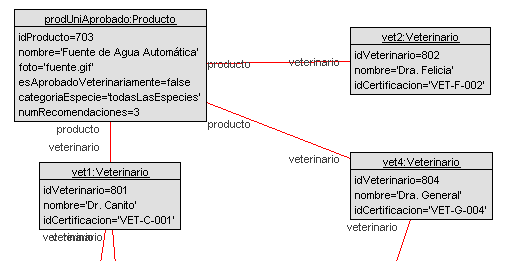 prodUniAprobado:Producto
idProducto=703
nombre='Fuente de Agua Automática'
foto='fuente.gif'
esAprobadoVeterinariamente=false
categoriaEspecie='todasLasEspecies'
numRecomendaciones=3
vet2:Veterinario
idVeterinario=802
nombre='Dra. Felicia'
idCertificacion='VET-F-002'
producto
veterinario
producto
veterinario
producto
veterinario
vet1:Veterinario
idVeterinario=801
nombre='Dr. Canito'
idCertificacion='VET-C-001'
vet4:Veterinario
idVeterinario=804
nombre='Dra. General'
idCertificacion='VET-G-004'
veterinario
veterinario